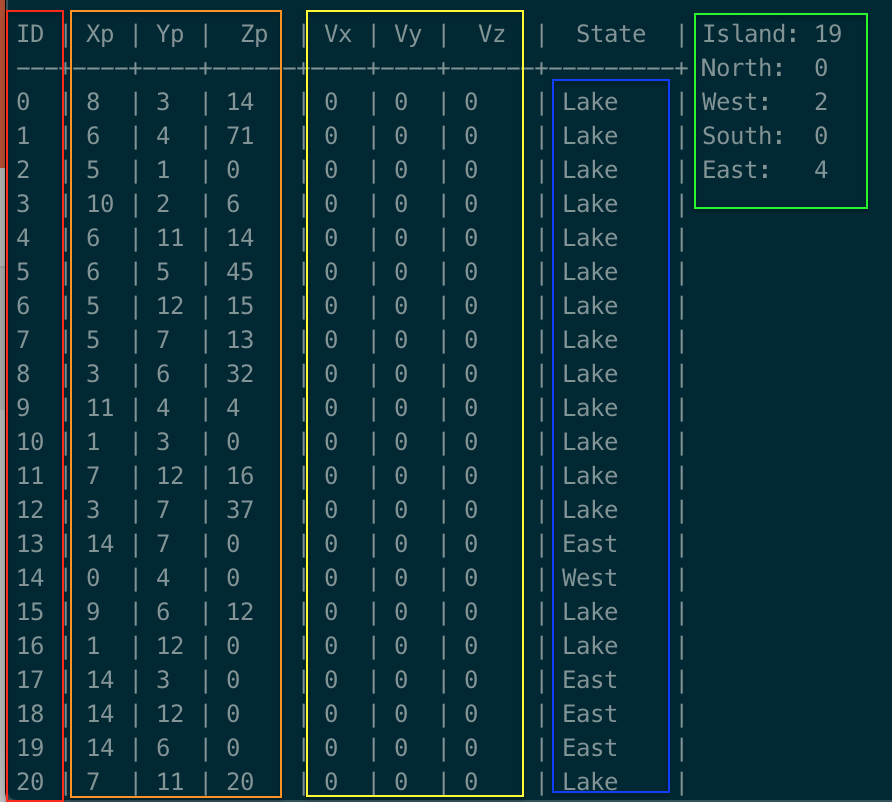 ID | Xp | Yp |  Zp  | Vx | Vy |  Vz  |  State  | Island: 19
---+----+----+------+----+----+------+---------+ North: 0
0 | 8 | 3 | 14 | 0 | 0 | 0 | Lake | West: 2
1 | 6 | 4 | 71 | 0 | 0 | 0 | Lake | South: 0
2 | 5 | 1 | 0 | 0 | 0 | 0 | Lake | East: 4
3 | 10 | 2 | 6 | 0 | 0 | 0 | Lake |
4 | 6 | 11 | 14 | 0 | 0 | 0 | Lake |
5 | 6 | 5 | 45 | 0 | 0 | 0 | Lake |
6 | 5 | 12 | 15 | 0 | 0 | 0 | Lake |
7 | 5 | 7 | 13 | 0 | 0 | 0 | Lake |
8 | 3 | 6 | 32 | 0 | 0 | 0 | Lake |
9 | 11 | 4 | 4 | 0 | 0 | 0 | Lake |
10 | 1 | 3 | 0 | 0 | 0 | 0 | Lake |
11 | 7 | 12 | 16 | 0 | 0 | 0 | Lake |
12 | 3 | 7 | 37 | 0 | 0 | 0 | Lake |
13 | 14 | 7 | 0 | 0 | 0 | 0 | East |
14 | 0 | 4 | 0 | 0 | 0 | 0 | West |
15 | 9 | 6 | 12 | 0 | 0 | 0 | Lake |
16 | 1 | 12 | 0 | 0 | 0 | 0 | Lake |
17 | 14 | 3 | 0 | 0 | 0 | 0 | East |
18 | 14 | 12 | 0 | 0 | 0 | 0 | East |
19 | 14 | 6 | 0 | 0 | 0 | 0 | East |
20 | 7 | 11 | 20 | 0 | 0 | 0 | Lake |